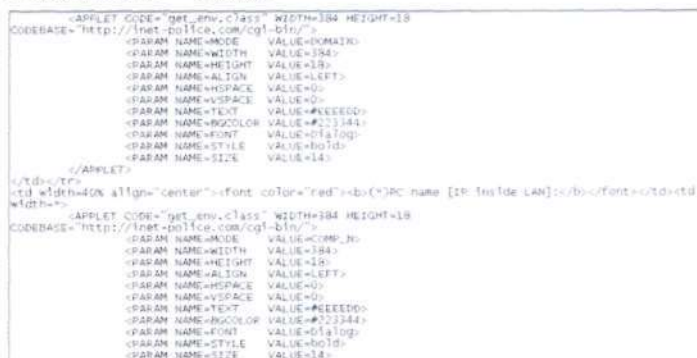 <APPLET CODE="get_env.class" WIDTH=384 HEIGHT=18
CODEBASE="http://inet-police.com/cgi-bin/">
<PARAM NAME=MODE VALUE=DOMAIN>
<PARAM NAME=WIDTH VALUE=384>
<PARAM NAME=HEIGHT VALUE=18>
<PARAM NAME=ALIGN VALUE=LEFT>
<PARAM NAME=HSPACE VALUE=0>
<PARAM NAME=VSPACE VALUE=0>
<PARAM NAME=TEXT VALUE=#EEEEDD>
<PARAM NAME=BGCOLOR VALUE=#223344>
<PARAM NAME=FONT VALUE=Dialog>
<PARAM NAME=STYLE VALUE=bold>
<PARAM NAME=SIZE VALUE=14>
</APPLET>
</td></tr>
<td width=40% align="center"><font color="red"><b>(*)PC name [IP inside LAN]:</b></font></td><td
width=*>
<APPLET CODE="get_env.class" WIDTH=384 HEIGHT=18
CODEBASE="http://inet-police.com/cgi-bin/">
<PARAM NAME=MODE VALUE=COMP_N>
<PARAM NAME=WIDTH VALUE=384>
<PARAM NAME=HEIGHT VALUE=18>
<PARAM NAME=ALIGN VALUE=LEFT>
<PARAM NAME=HSPACE VALUE=0>
<PARAM NAME=VSPACE VALUE=0>
<PARAM NAME=TEXT VALUE=#EEEEDD>
<PARAM NAME=BGCOLOR VALUE=#223344>
<PARAM NAME=FONT VALUE=Dialog>
<PARAM NAME=STYLE VALUE=bold>
<PARAM NAME=SIZE VALUE=14>